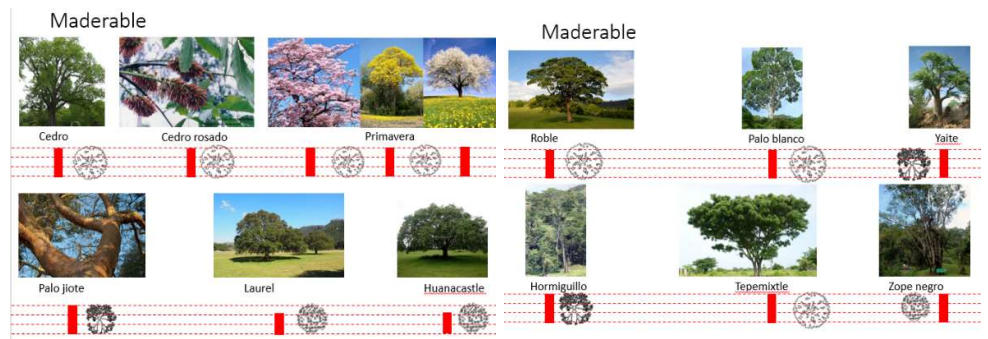 Maderable
Cedro
Cedro rosado
Primavera
Palo jiote
Laurel
Huanacastle
Maderable
Roble
Palo blanco
Yaite
Hormiguillo
Tepemixtle
Zope negro